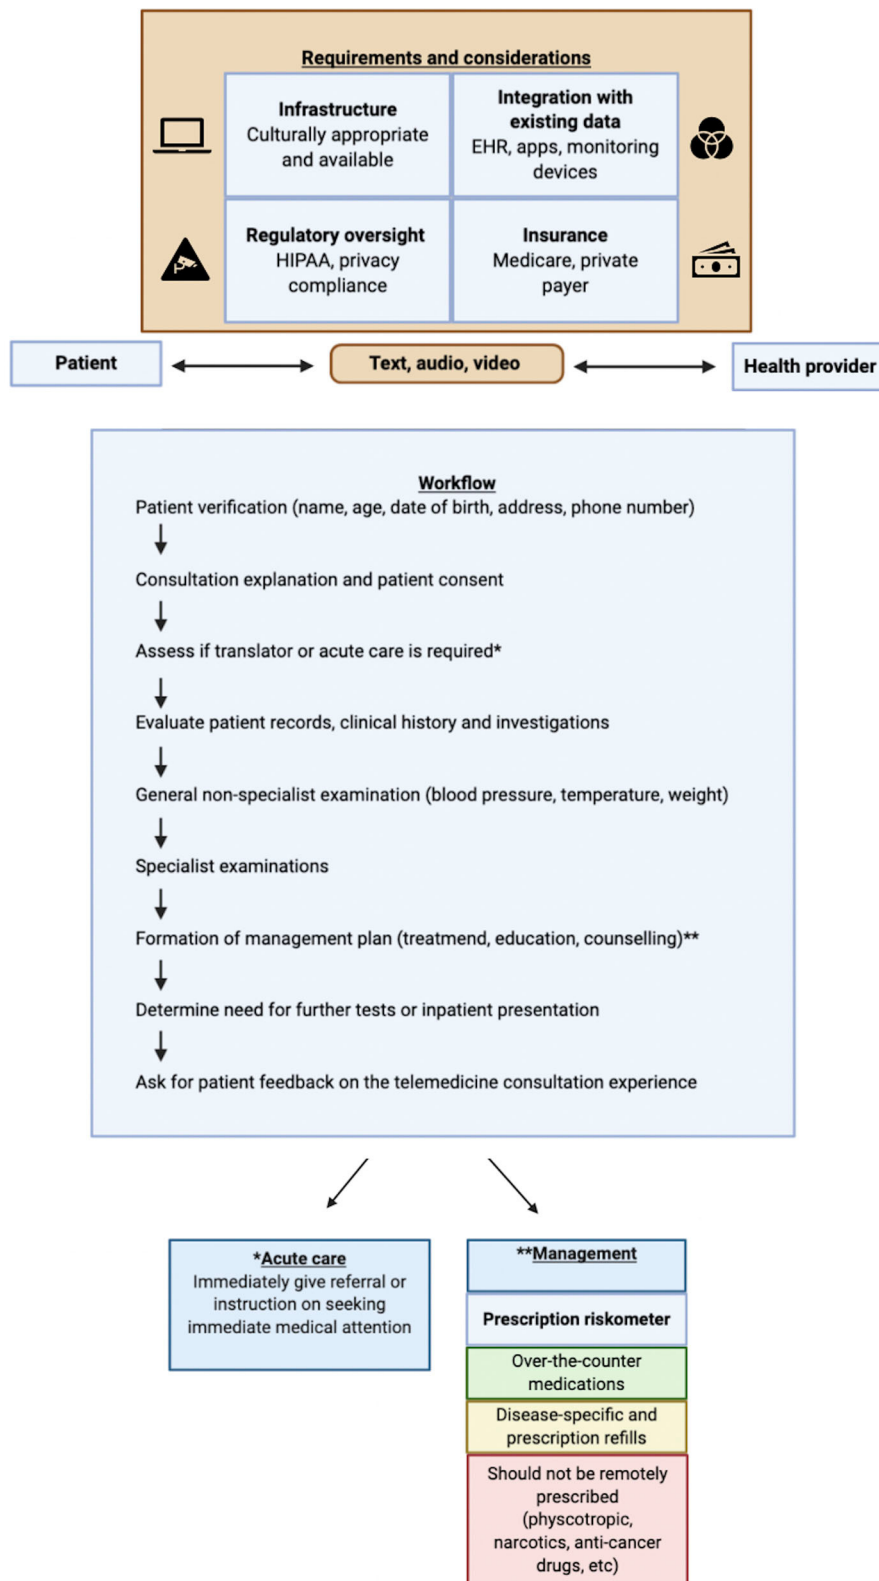 Requirements and considerations
Infrastructure
Culturally appropriate
and available
Integration with
existing data
EHR, apps, monitoring
devices
Regulatory oversight
HIPAA, privacy
compliance
Insurance
Medicare, private
payer
Patient
Text, audio, video
Health provider
Workflow
Patient verification (name, age, date of birth, address, phone number)
Consultation explanation and patient consent
Assess if translator or acute care is required*
Evaluate patient records, clinical history and investigations
General non-specialist examination (blood pressure, temperature, weight)
Specialist examinations
Formation of management plan (treatmend, education, counselling)**
Determine need for further tests or inpatient presentation
Ask for patient feedback on the telemedicine consultation experience
*Acute care
Immediately give referral or
instruction on seeking
immediate medical attention
**Management
Prescription riskometer
Over-the-counter
medications
Disease-specific and
prescription refills
Should not be remotely
prescribed
(physcotropic,
narcotics, anti-cancer
drugs, etc)